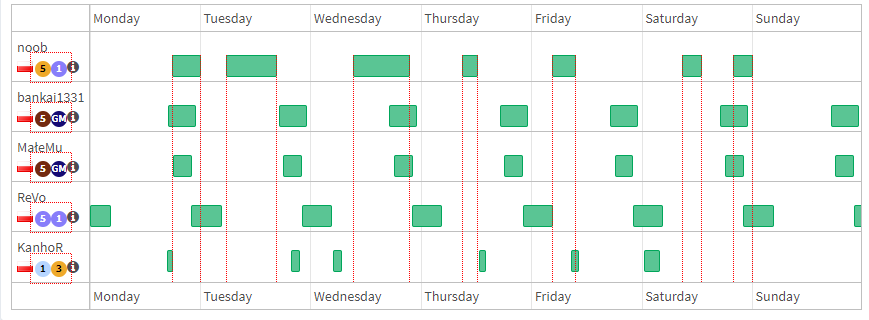 Monday Tuesday Wednesday Thursday Friday Saturday Sunday
noob
5 1 i
bankai1331
5 GM i
MałeMu
5 GM i
ReVo
5 1 i
KanhoR
1 3 i
Monday Tuesday Wednesday Thursday Friday Saturday Sunday